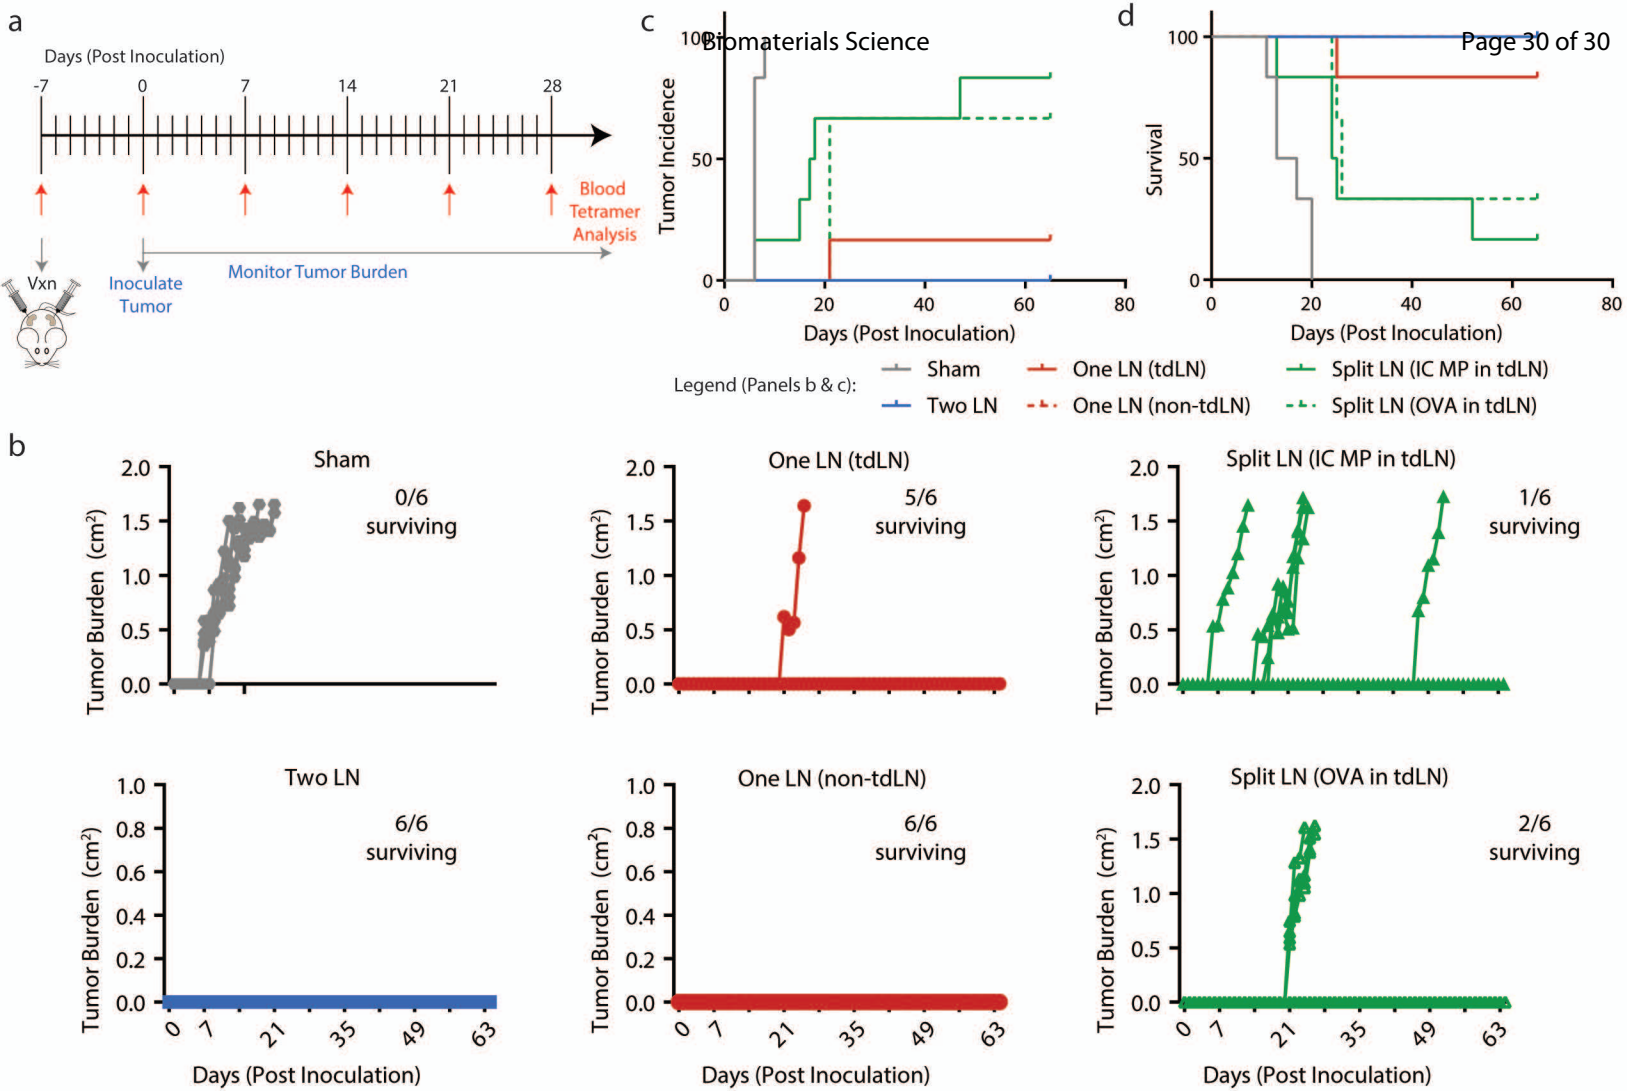 a
Days (Post Inoculation)
-7 0 7 14 21 28
Blood
Tetramer
Analysis
Vxn
Inoculate
Tumor
Monitor Tumor Burden
c
Biomaterials Science
100
50
0
Tumor Incidence
0 20 40 60 80
Days (Post Inoculation)
d
Page 30 of 30
100
50
0
Survival
0 20 40 60 80
Days (Post Inoculation)
Legend (Panels b & c):
Sham
One LN (tdLN)
Split LN (IC MP in tdLN)
Two LN
One LN (non-tdLN)
Split LN (OVA in tdLN)
b
Sham
0/6
surviving
2.0
1.5
1.0
0.5
0.0
Tumor Burden (cm²)
One LN (tdLN)
5/6
surviving
2.0
1.5
1.0
0.5
0.0
Tumor Burden (cm²)
Split LN (IC MP in tdLN)
1/6
surviving
2.0
1.5
1.0
0.5
0.0
Tumor Burden (cm²)
Two LN
6/6
surviving
1.0
0.8
0.6
0.4
0.2
0.0
Tumor Burden (cm²)
0 7 21 35 49 63
Days (Post Inoculation)
One LN (non-tdLN)
6/6
surviving
1.0
0.8
0.6
0.4
0.2
0.0
Tumor Burden (cm²)
0 7 21 35 49 63
Days (Post Inoculation)
Split LN (OVA in tdLN)
2/6
surviving
2.0
1.5
1.0
0.5
0.0
Tumor Burden (cm²)
0 7 21 35 49 63
Days (Post Inoculation)